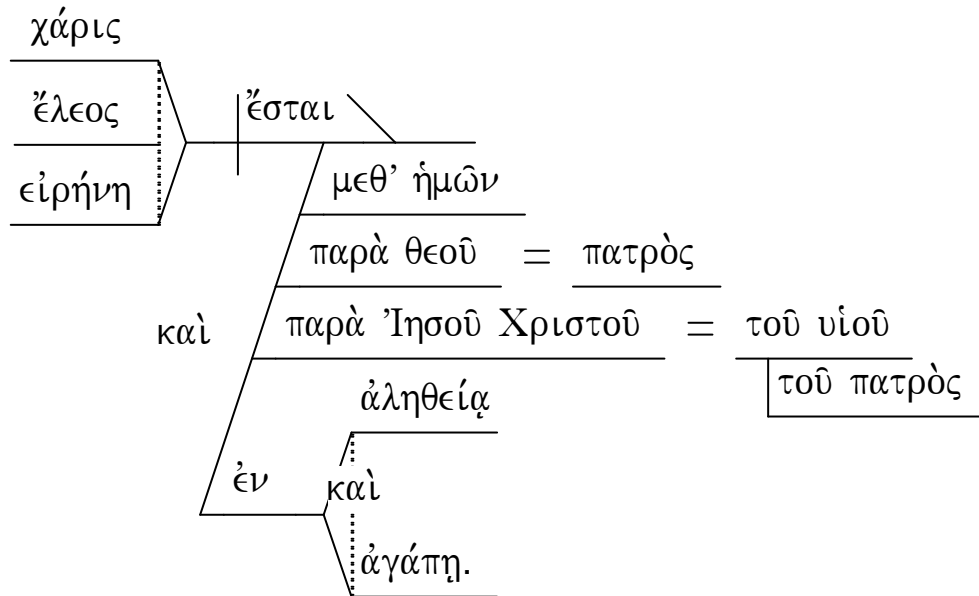 χάρις
ἔλεος
ἔσται
εἰρήνη
μεθ’ ἡμῶν
παρὰ θεοῦ = πατρὸς
καὶ
παρὰ Ἰησοῦ Χριστοῦ = τοῦ υἱοῦ
τοῦ πατρὸς
ἀληθείᾳ
ἐν
καὶ
ἀγάπῃ.